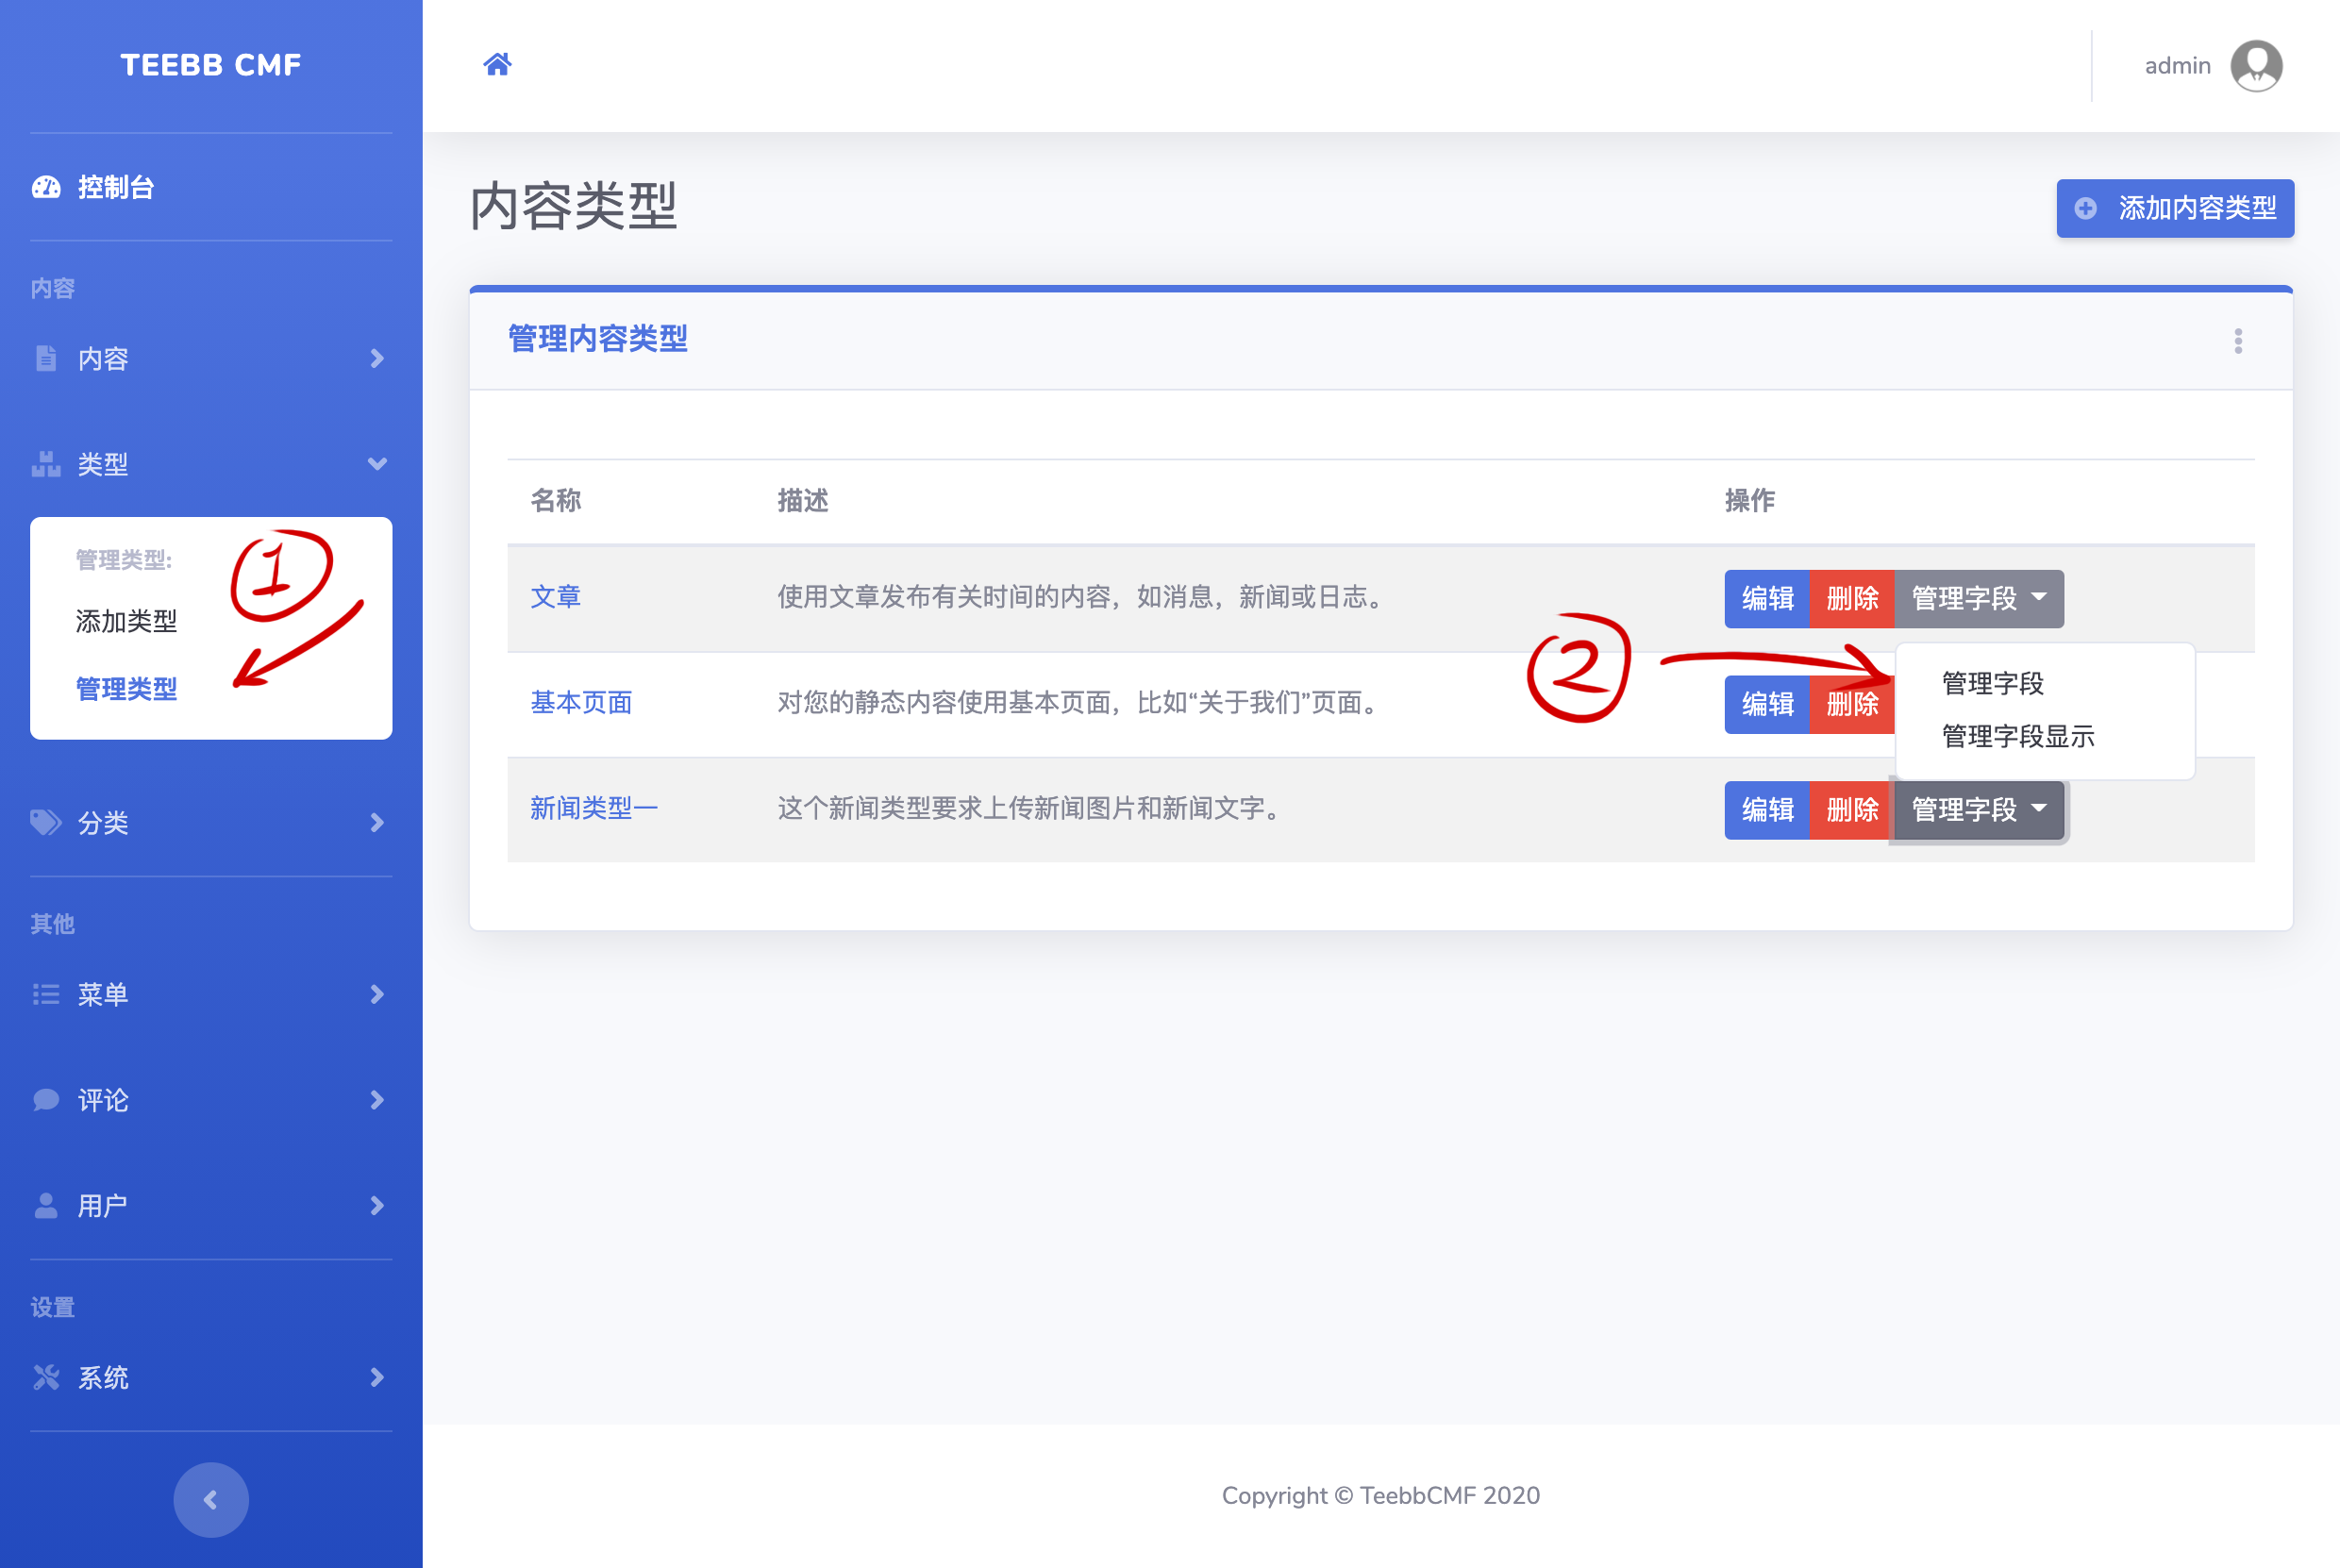 TEEBB CMF
admin
控制台
内容
内容
类型
管理类型:
添加类型
管理类型
①
分类
其他
菜单
评论
用户
设置
系统
内容类型
添加内容类型
管理内容类型
名称 描述 操作
文章 使用文章发布有关时间的内容，如消息，新闻或日志。 编辑 删除 管理字段
基本页面 对您的静态内容使用基本页面，比如“关于我们”页面。 编辑 删除
②
管理字段
管理字段显示
新闻类型一 这个新闻类型要求上传新闻图片和新闻文字。 编辑 删除 管理字段
Copyright © TeebbCMF 2020